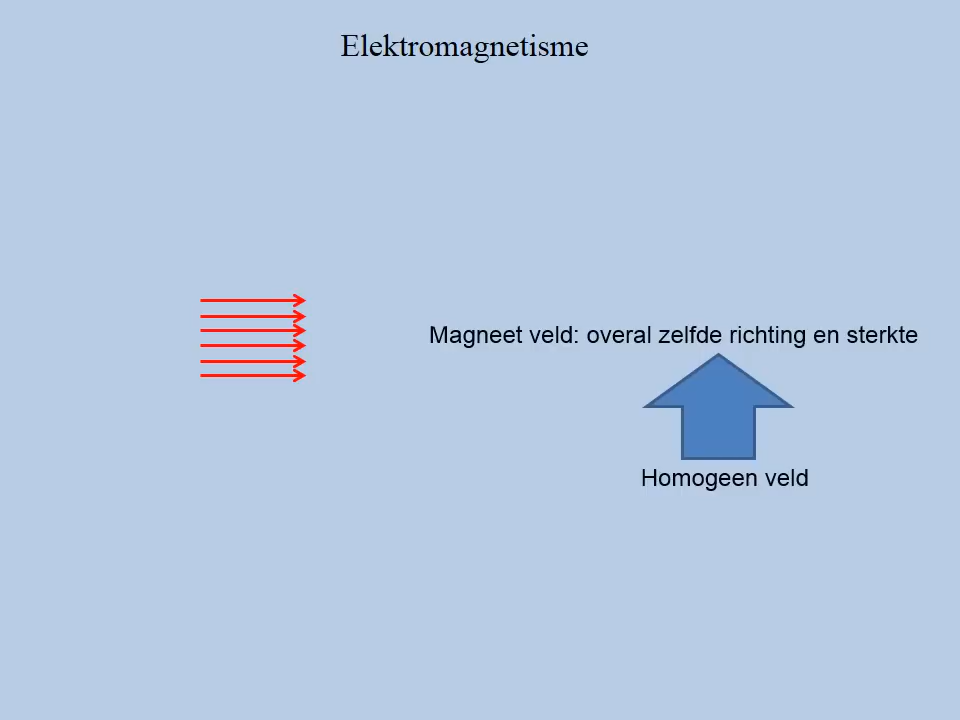 Elektromagnetisme
Magneet veld: overal zelfde richting en sterkte
Homogeen veld